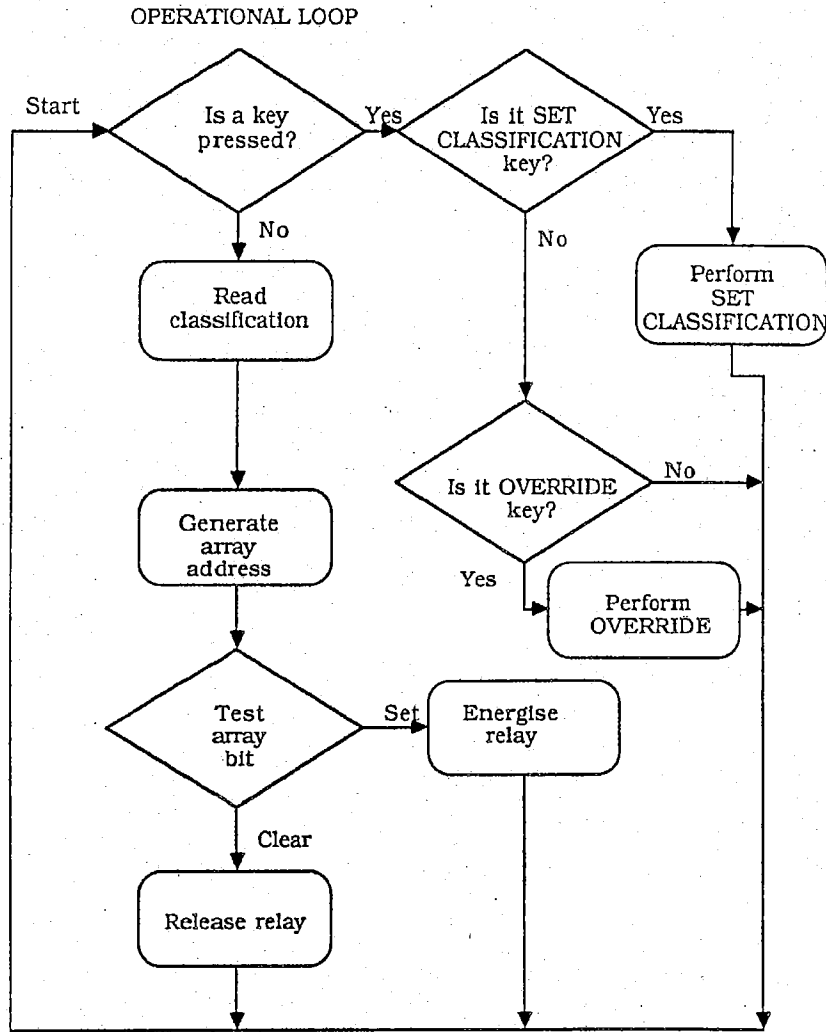 OPERATIONAL LOOP
Start
Is a key
pressed?
Yes
Is it SET
CLASSIFICATION
key?
Yes
No
Read
classification
No
Perform
SET
CLASSIFICATION
Is it OVERRIDE
key?
No
Generate
array
address
Yes
Perform
OVERRIDE
Test
array
bit
Set
Energise
relay
Clear
Release relay